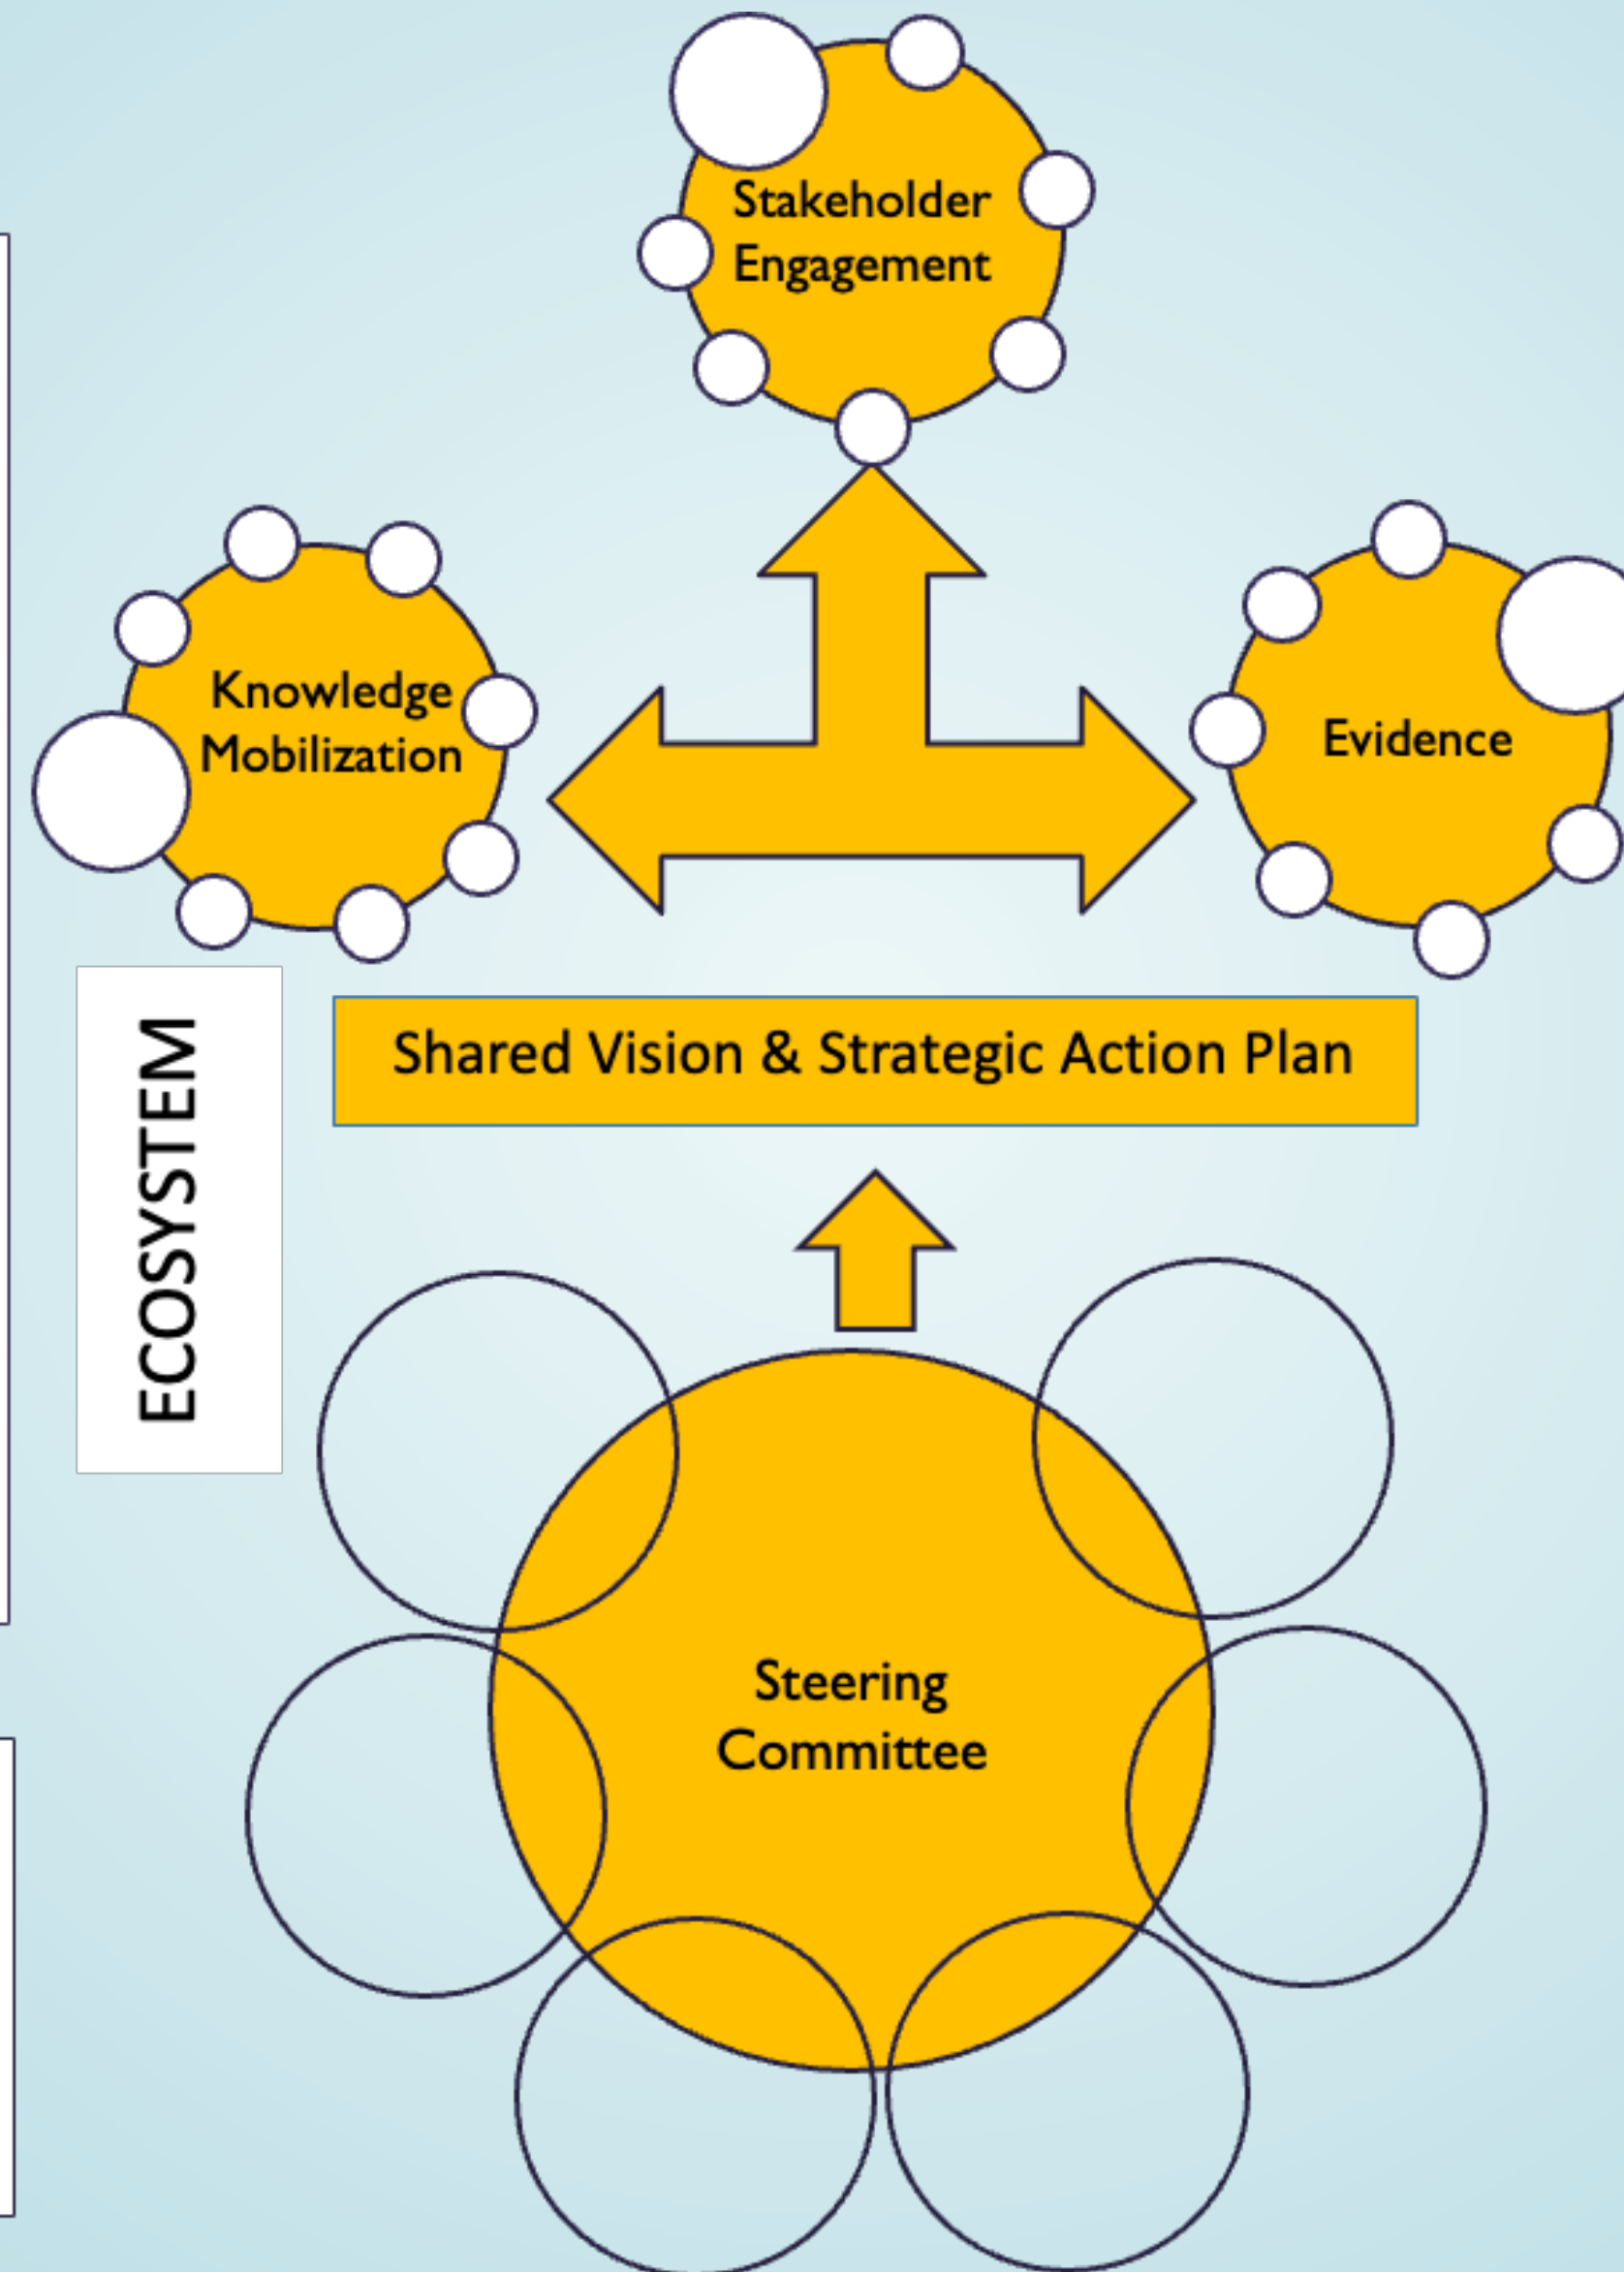 Stakeholder
Engagement
Knowledge
Mobilization
Evidence
Shared Vision & Strategic Action Plan
ECOSYSTEM
Steering
Committee